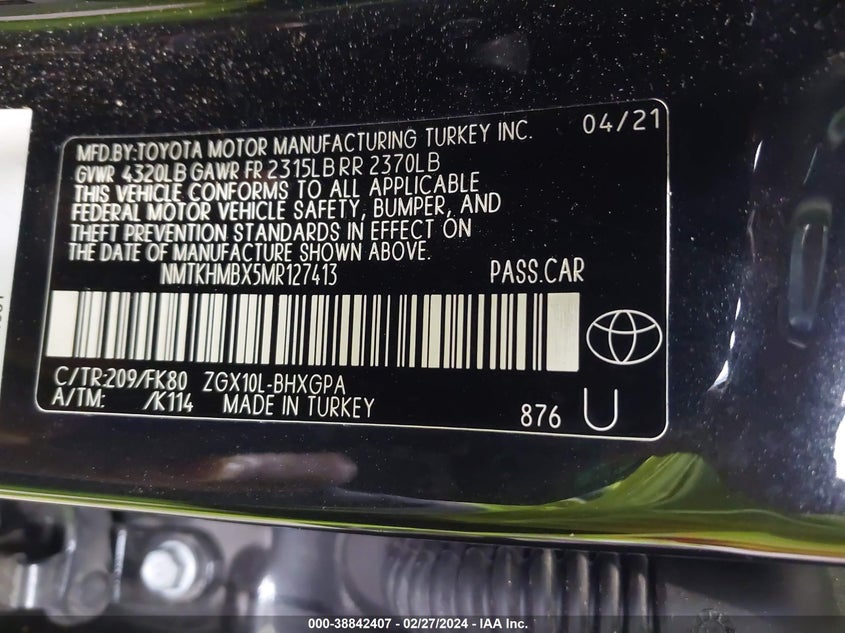 MFD.BY:TOYOTA MOTOR MANUFACTURING TURKEY INC. 04/21
GVWR 4320LB GAWR FR 2315LB RR 2370LB
THIS VEHICLE CONFORMS TO ALL APPLICABLE
FEDERAL MOTOR VEHICLE SAFETY, BUMPER, AND
THEFT PREVENTION STANDARDS IN EFFECT ON
THE DATE OF MANUFACTURE SHOWN ABOVE.
NMTKHMBX5MR127413 PASS.CAR
C/TR:209/FK80 ZGX10L-BHXGPA
A/TM: /K114 MADE IN TURKEY 876 U
000-38842407 - 02/27/2024 - IAA Inc.